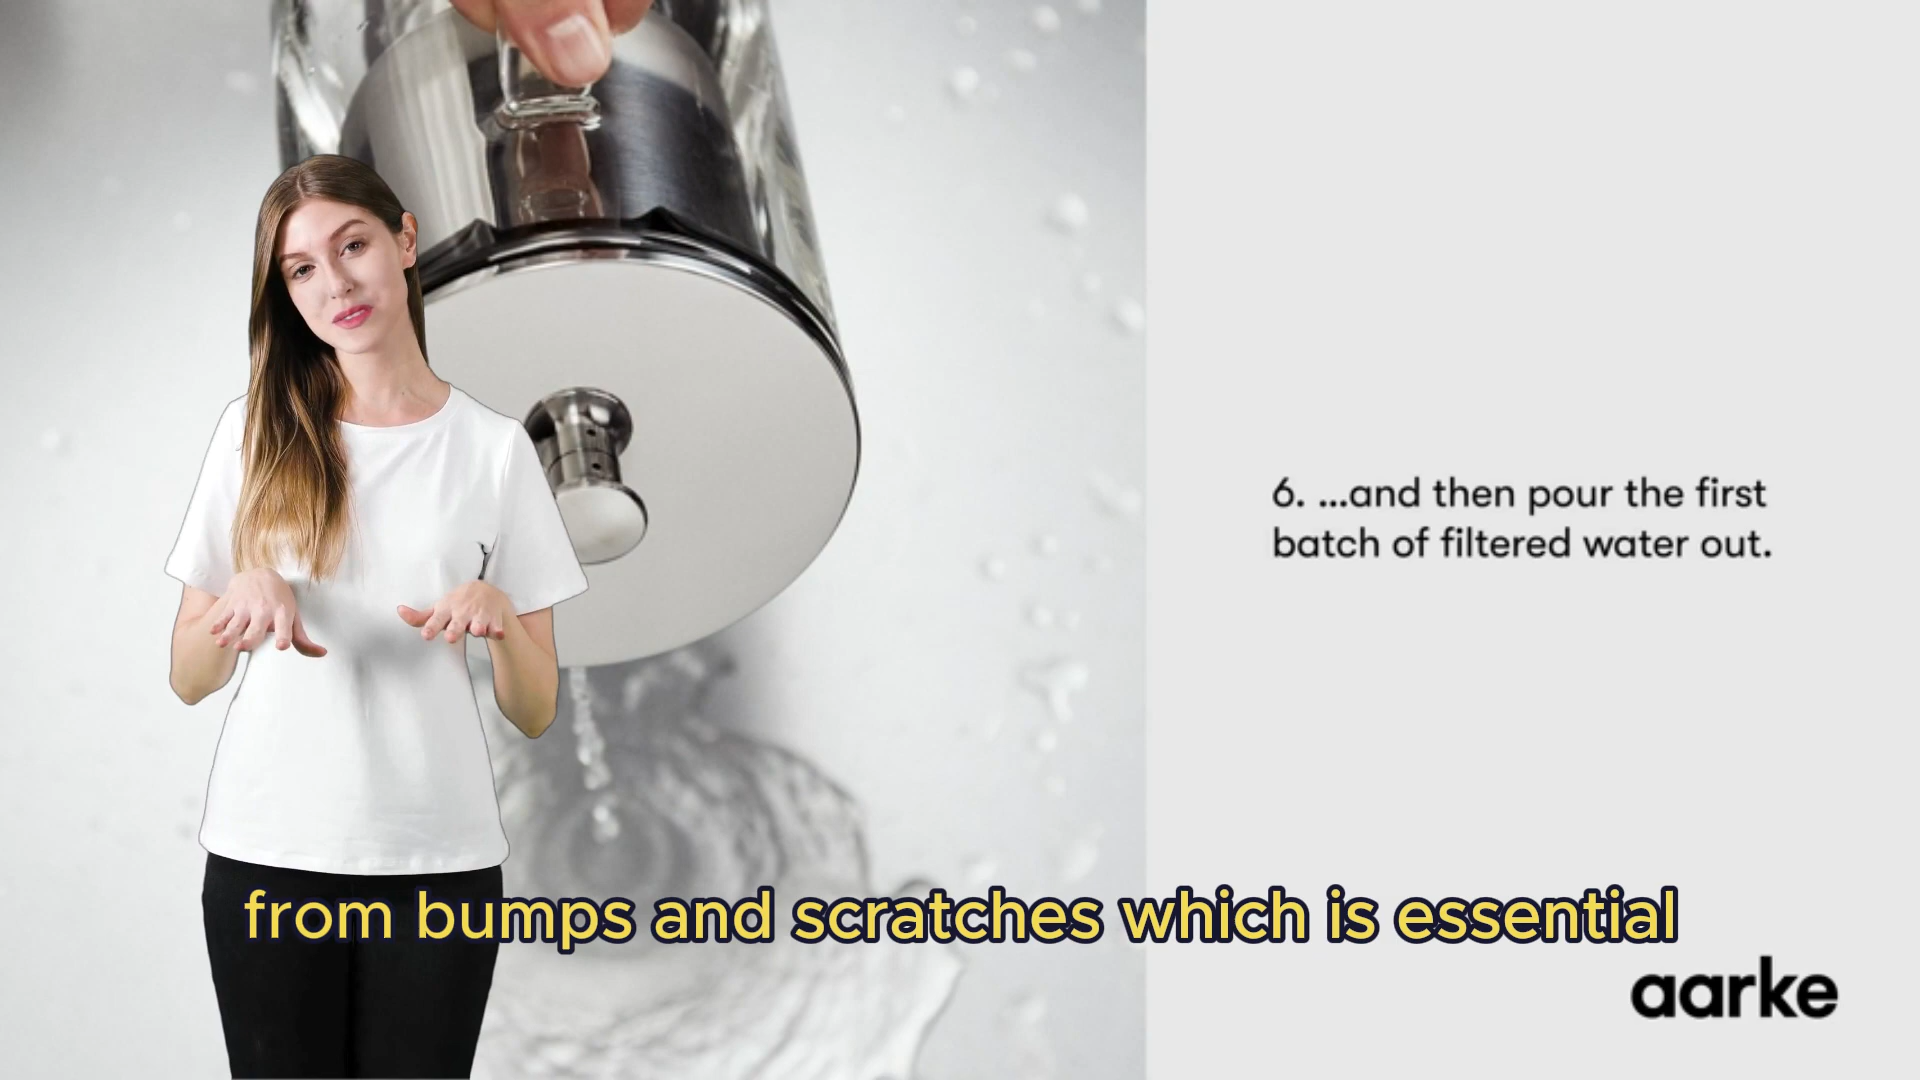 6. ...and then pour the first
batch of filtered water out.
from bumps and scratches which is essential
aarke